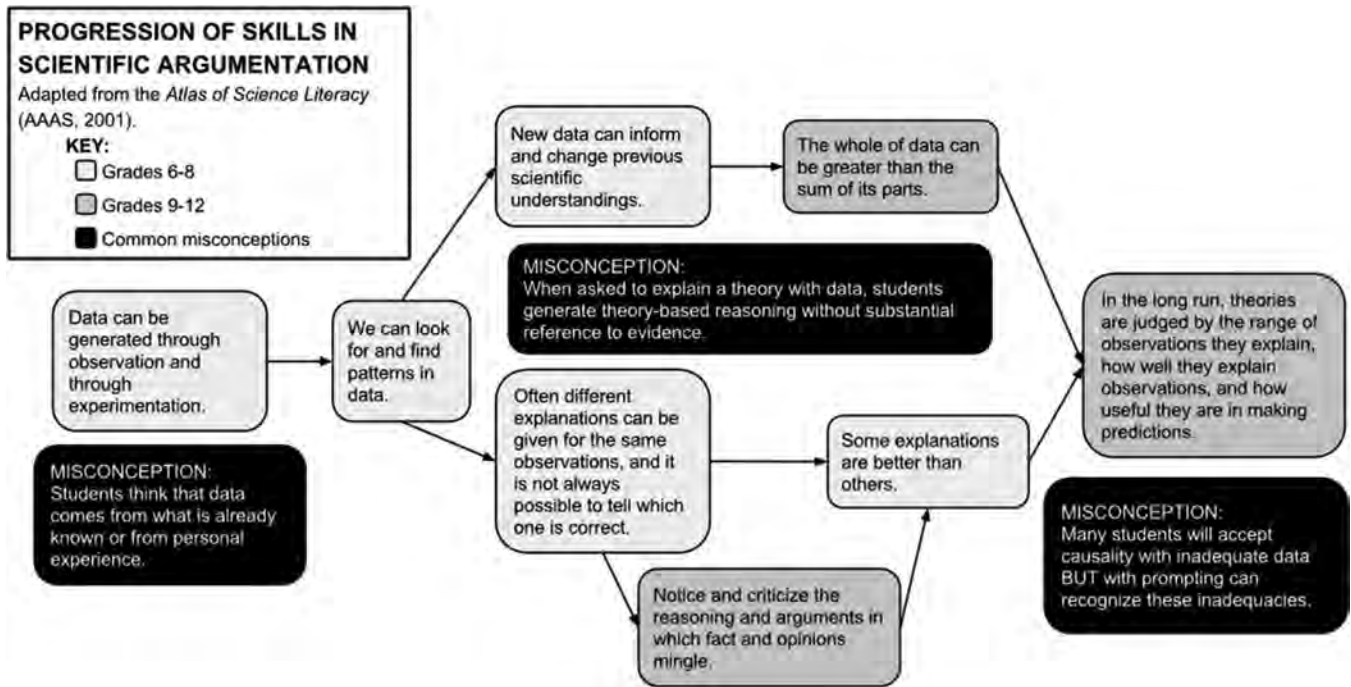 PROGRESSION OF SKILLS IN
SCIENTIFIC ARGUMENTATION
Adapted from the Atlas of Science Literacy
(AAAS, 2001).
KEY:
Grades 6-8
Grades 9-12
Common misconceptions
Data can be
generated through
observation and
through
experimentation.
MISCONCEPTION:
Students think that data
comes from what is already
known or from personal
experience.
We can look
for and find
patterns in
data.
New data can inform
and change previous
scientific
understandings.
The whole of data can
be greater than the
sum of its parts.
MISCONCEPTION:
When asked to explain a theory with data, students
generate theory-based reasoning without substantial
reference to evidence.
Often different
explanations can be
given for the same
observations, and it
is not always
possible to tell which
one is correct.
Some explanations
are better than
others.
Notice and criticize the
reasoning and arguments in
which fact and opinions
mingle.
In the long run, theories
are judged by the range of
observations they explain,
how well they explain
observations, and how
useful they are in making
predictions.
MISCONCEPTION:
Many students will accept
causality with inadequate data
BUT with prompting can
recognize these inadequacies.